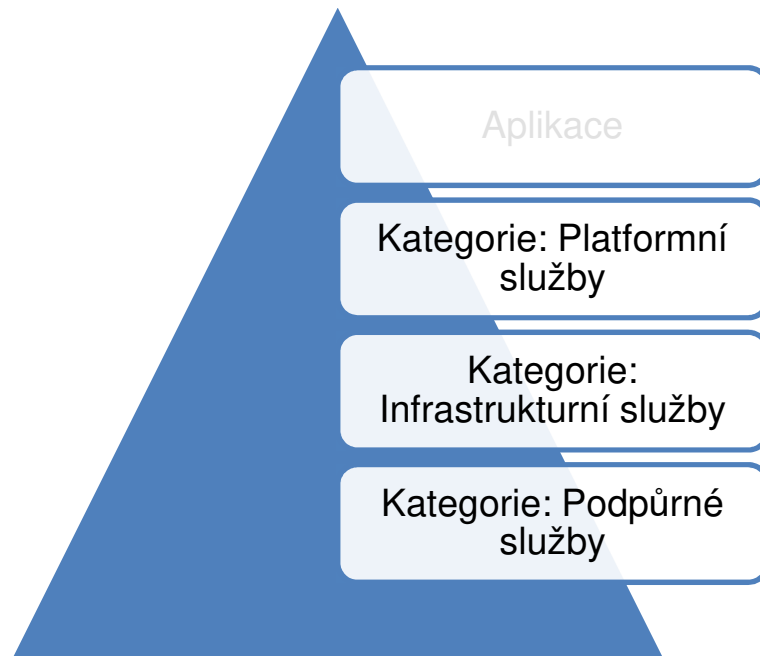 Aplikace
Kategorie: Platformní
služby
Kategorie:
Infrastrukturní služby
Kategorie: Podpůrné
služby